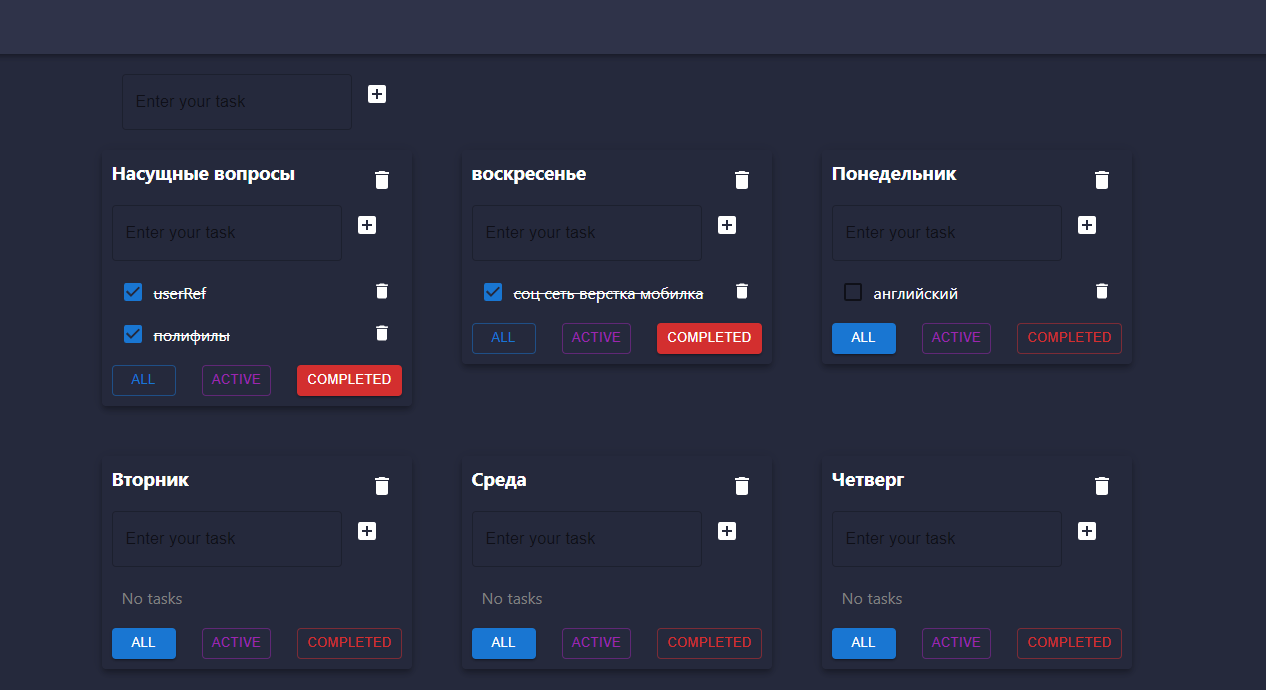 Enter your task
Насущные вопросы
Enter your task
userRef
полифилы
ALL ACTIVE COMPLETED
воскресенье
Enter your task
соц сеть верстка мобилка
ALL ACTIVE COMPLETED
Понедельник
Enter your task
английский
ALL ACTIVE COMPLETED
Вторник
Enter your task
No tasks
ALL ACTIVE COMPLETED
Среда
Enter your task
No tasks
ALL ACTIVE COMPLETED
Четверг
Enter your task
No tasks
ALL ACTIVE COMPLETED